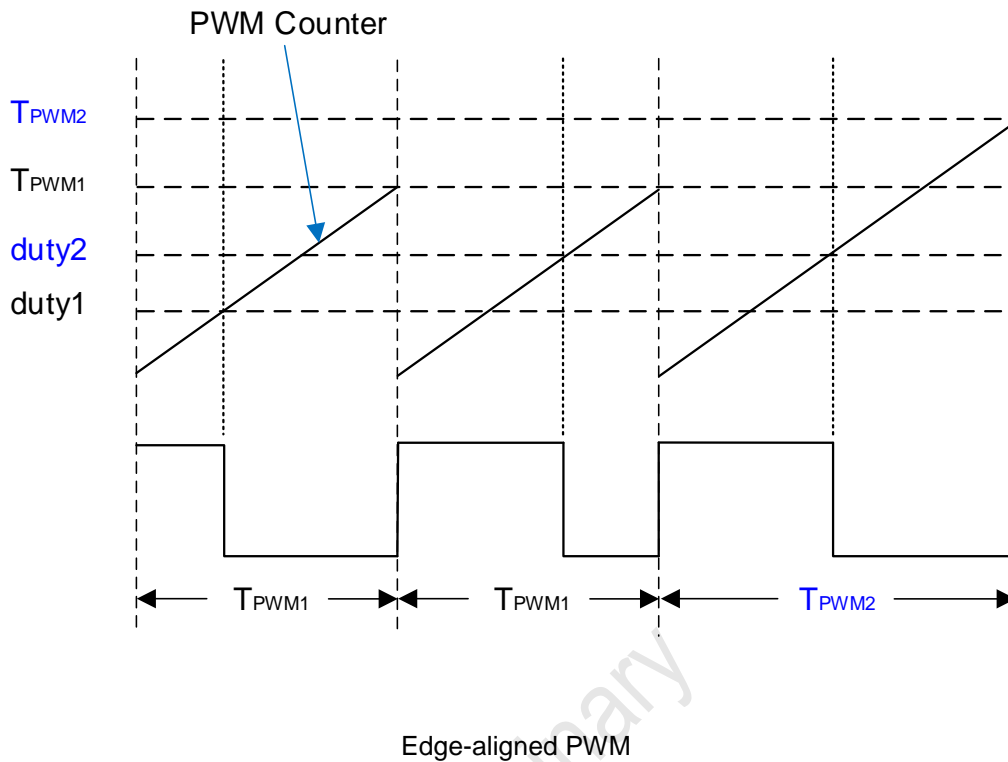 PWM Counter
TPWM2
TPWM1
duty2
duty1
TPWM1 TPWM1 TPWM2
Edge-aligned PWM